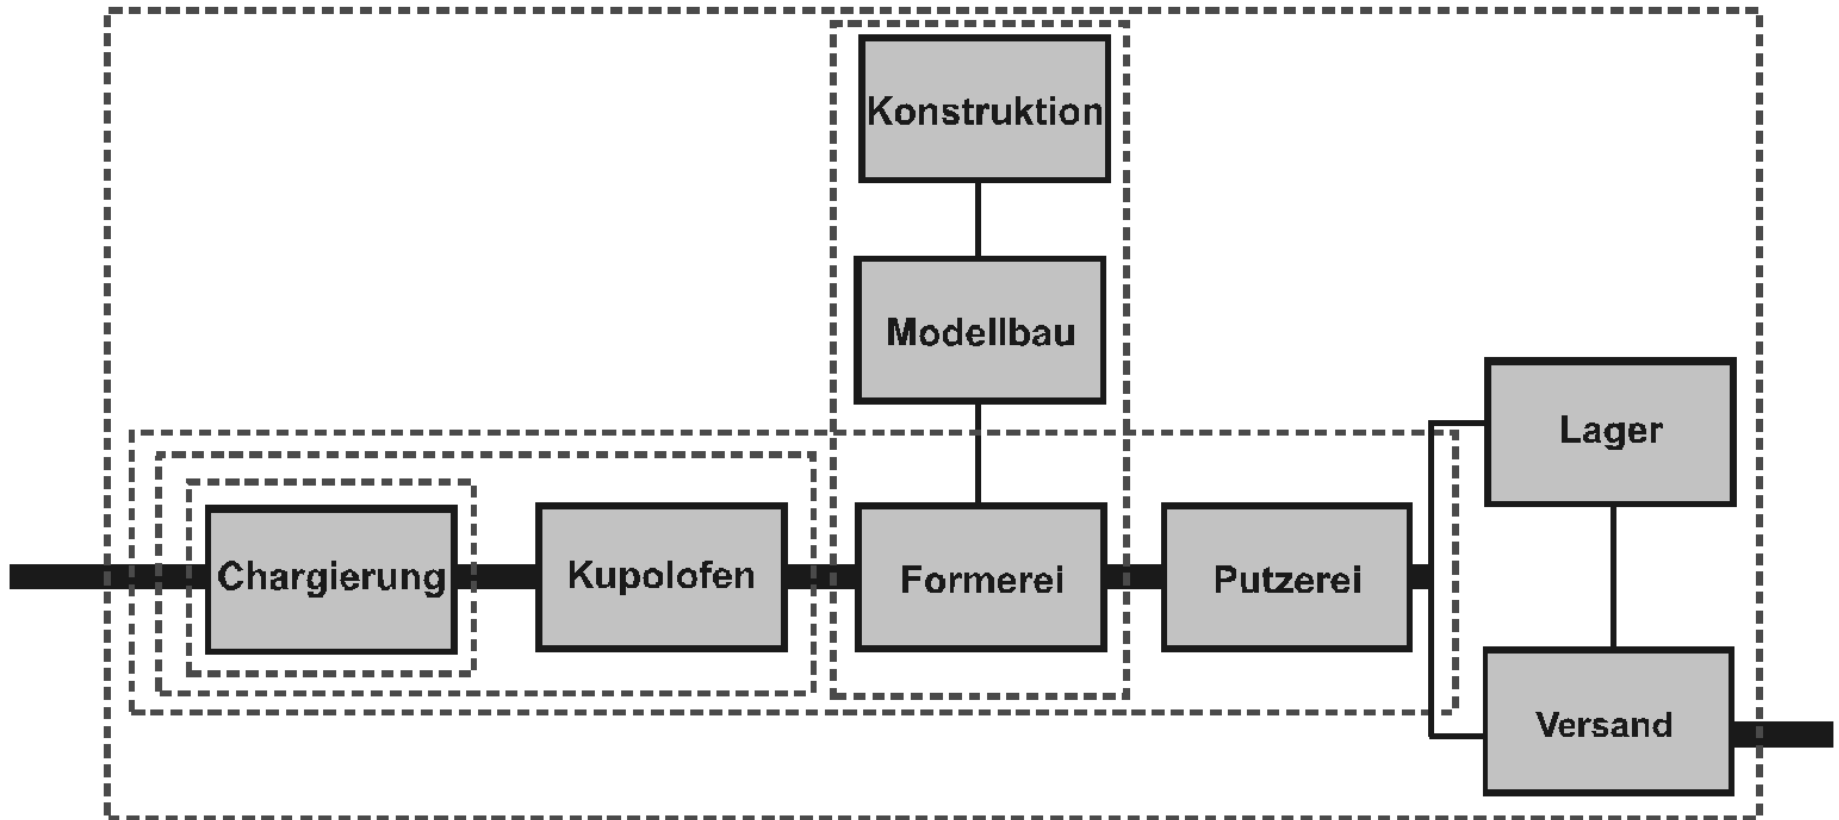 Konstruktion
Modellbau
Lager
Chargierung
Kupolofen
Formerei
Putzerei
Versand